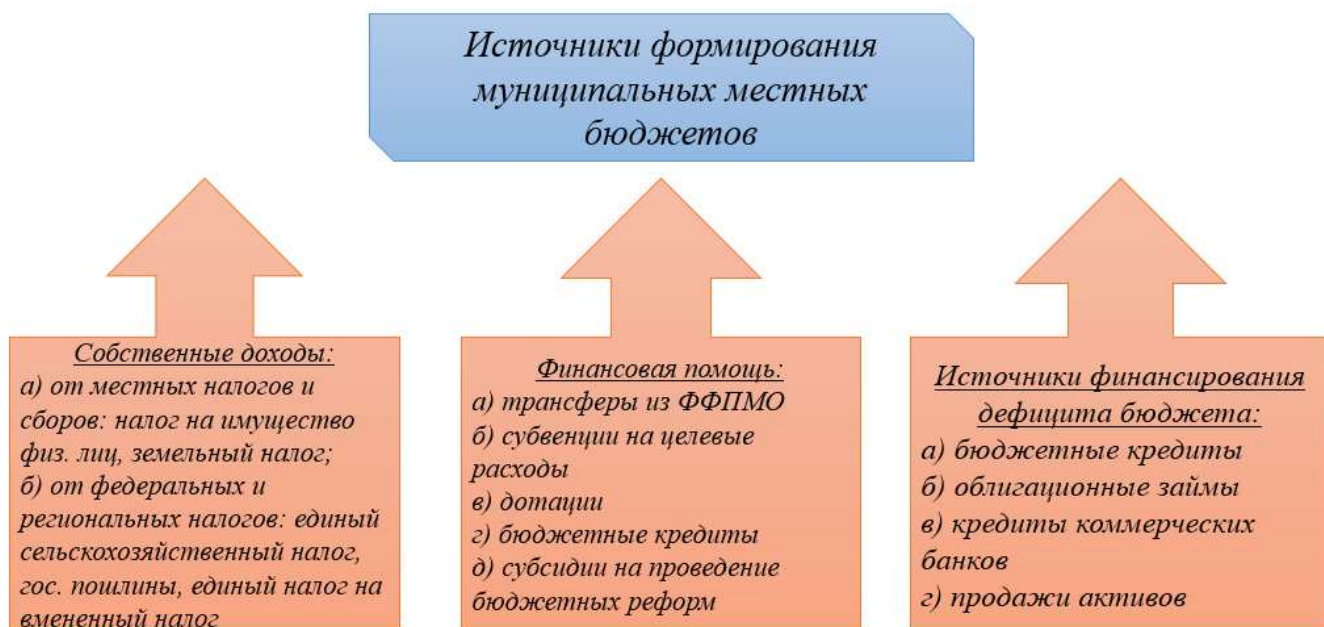 Источники формирования
муниципальных местных
бюджетов
Собственные доходы:
а) от местных налогов и
сборов: налог на имущество
физ. лиц, земельный налог;
б) от федеральных и
региональных налогов: единый
сельскохозяйственный налог,
гос. пошлины, единый налог на
вмененный налог
Финансовая помощь:
а) трансферы из ФФПМО
б) субвенции на целевые
расходы
в) дотации
г) бюджетные кредиты
д) субсидии на проведение
бюджетных реформ
Источники финансирования
дефицита бюджета:
а) бюджетные кредиты
б) облигационные займы
в) кредиты коммерческих
банков
г) продажи активов